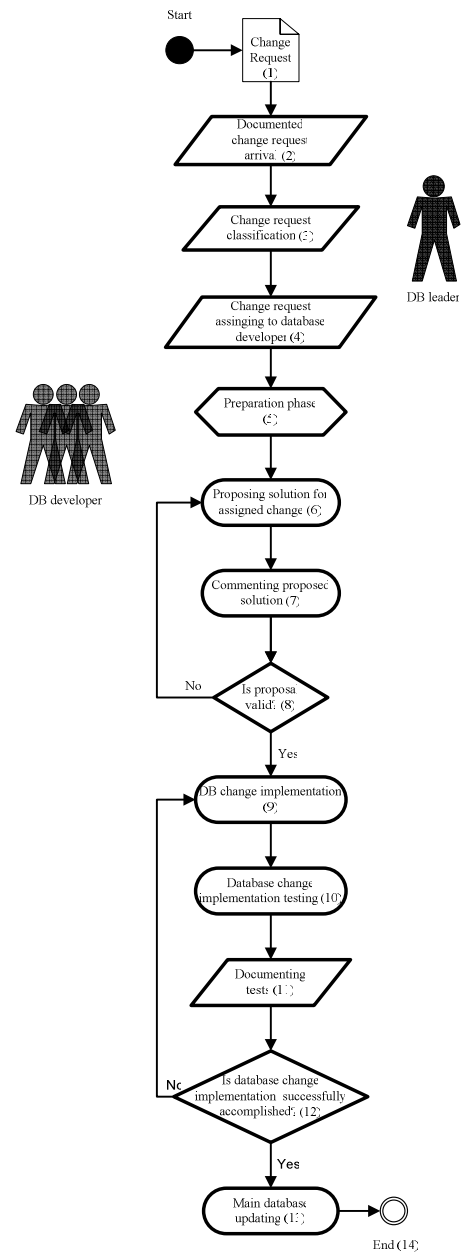 Start
Change
Request
(1)
Documented
change request
arrival (2)
Change request
classification (3)
DB leader
Change request
assinging to database
developer (4)
Preparation phase
(5)
DB developer
Proposing solution for
assigned change (6)
Commenting proposed
solution (7)
Is proposal
valid? (8)
No
Yes
DB change implementation
(9)
Database change
implementation testing (10)
Documenting
tests (11)
Is database change
implementation successfully
accomplished? (12)
No
Yes
Main database
updating (13)
End (14)